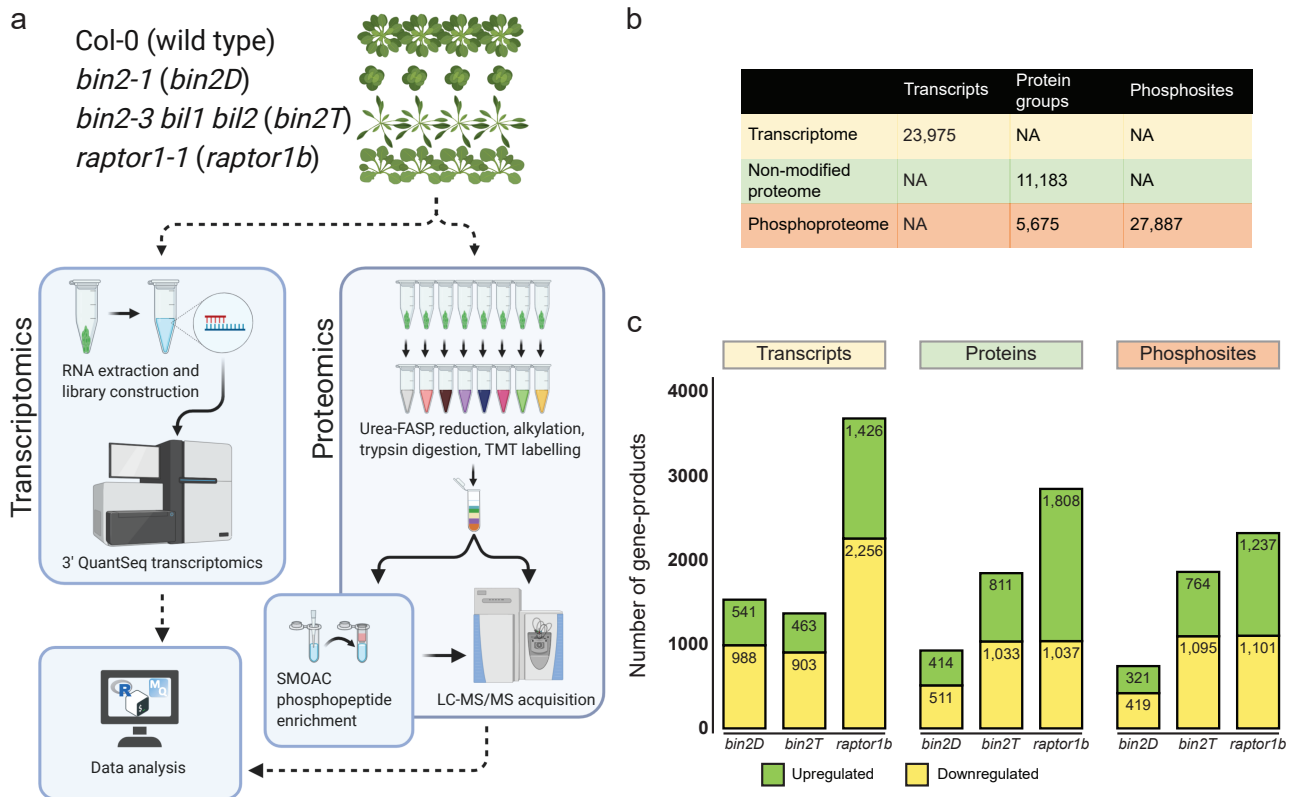 a
Col-0 (wild type)
bin2-1 (bin2D)
bin2-3 bil1 bil2 (bin2T)
raptor1-1 (raptor1b)
Transcriptomics
RNA extraction and
library construction
3' QuantSeq transcriptomics
Proteomics
Urea-FASP, reduction, alkylation,
trypsin digestion, TMT labelling
SMOAC
phosphopeptide
enrichment
LC-MS/MS acquisition
R
MQ
$
Data analysis
b
Transcripts Protein groups Phosphosites
Transcriptome 23,975 NA NA
Non-modified proteome NA 11,183 NA
Phosphoproteome NA 5,675 27,887
c
Transcripts Proteins Phosphosites
Number of gene-products
4000
3000
2000
1000
0
541
988
463
903
1,426
2,256
414
511
811
1,033
1,808
1,037
321
419
764
1,095
1,237
1,101
bin2D bin2T raptor1b bin2D bin2T raptor1b bin2D bin2T raptor1b
Upregulated Downregulated